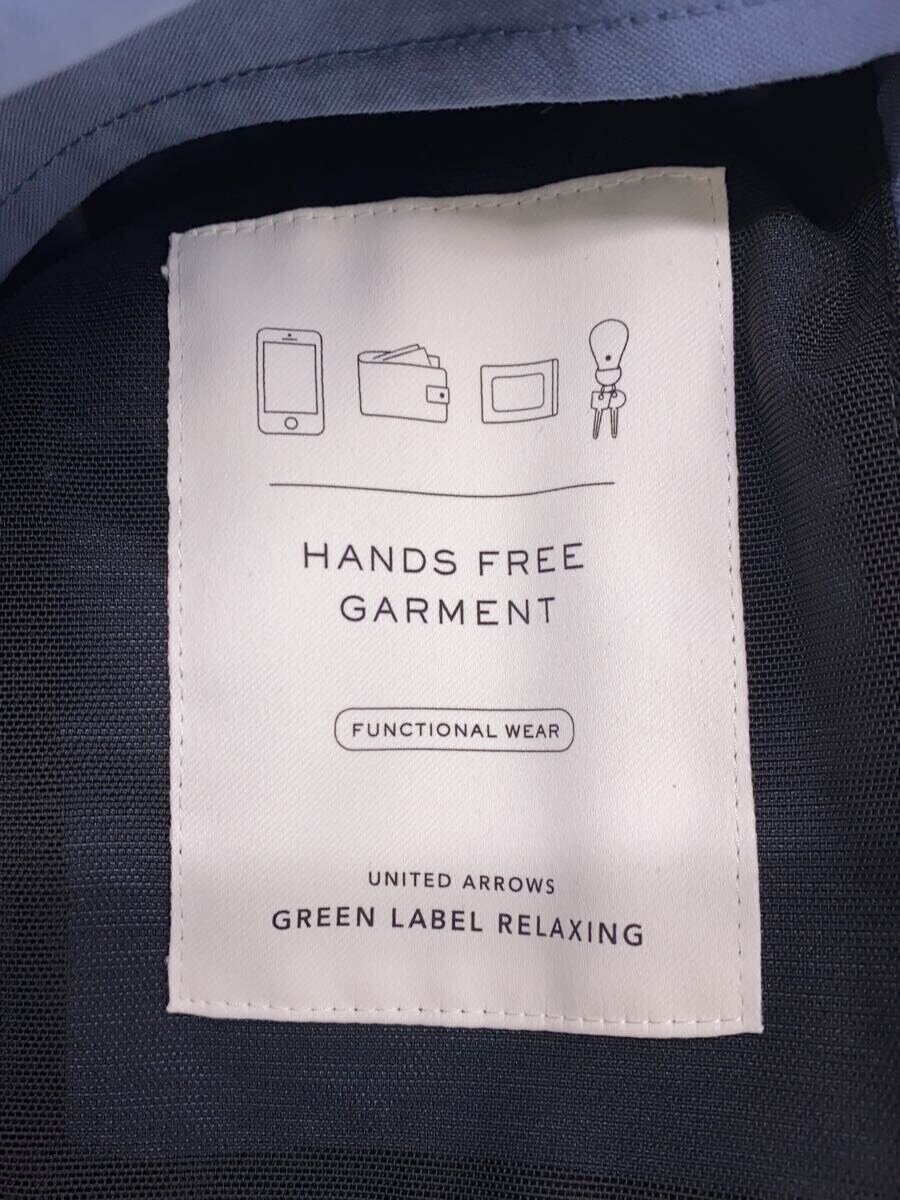 HANDS FREE
GARMENT
FUNCTIONAL WEAR
UNITED ARROWS
GREEN LABEL RELAXING